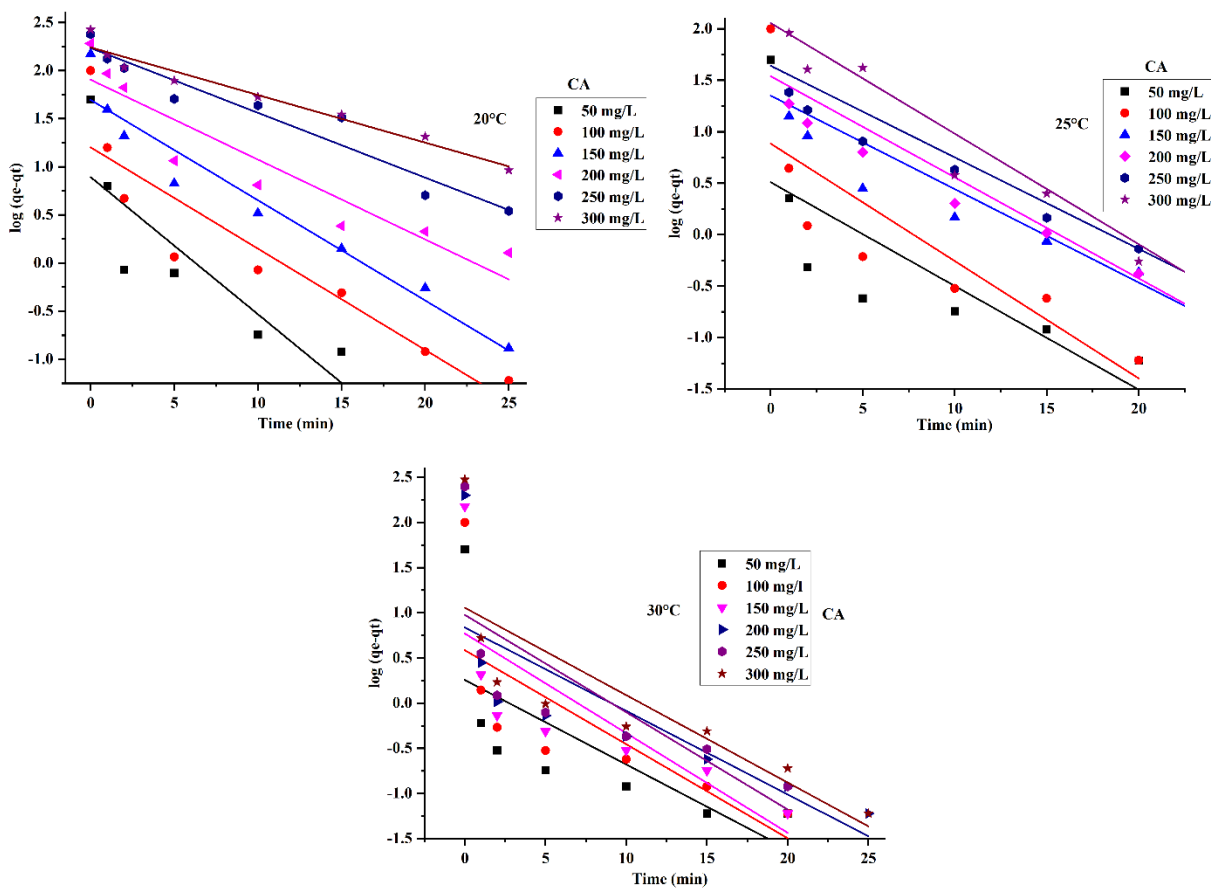 2.5
2.0
1.5
1.0
0.5
0.0
-0.5
-1.0
log (qe-qt)
0
5
10
15
20
25
Time (min)
20°C
CA
50 mg/L
100 mg/L
150 mg/L
200 mg/L
250 mg/L
300 mg/L
2.0
1.5
1.0
0.5
0.0
-0.5
-1.0
-1.5
log (qe-qt)
0
5
10
15
20
Time (min)
25°C
CA
50 mg/L
100 mg/L
150 mg/L
200 mg/L
250 mg/L
300 mg/L
2.5
2.0
1.5
1.0
0.5
0.0
-0.5
-1.0
-1.5
log (qe-qt)
0
5
10
15
20
25
Time (min)
30°C
50 mg/L
100 mg/l
150 mg/L
200 mg/L
250 mg/L
300 mg/L
CA